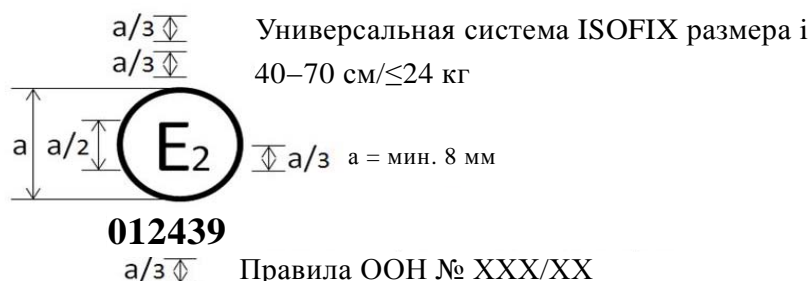 a/3 Универсальная система ISOFIX размера i
a/3 40–70 см/≤24 кг
a a/2 E2 a/3 a = мин. 8 мм
012439
a/3 Правила ООН № XXX/XX